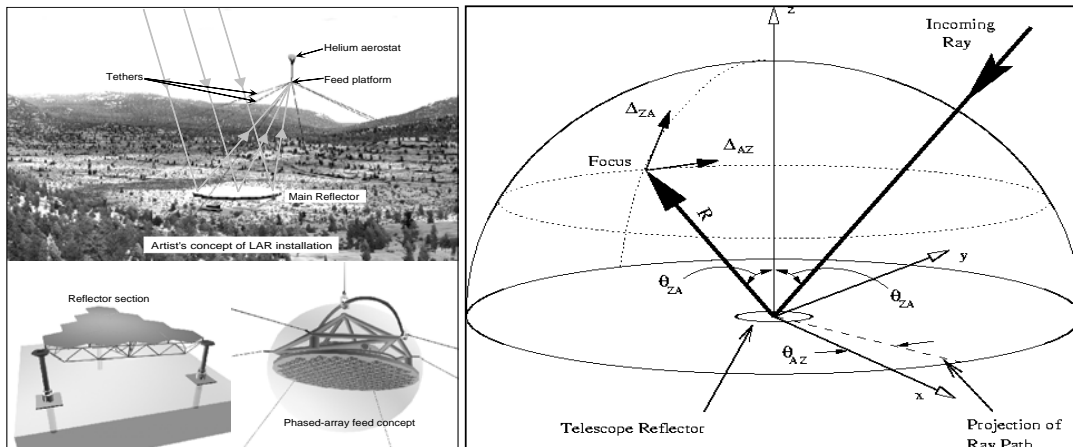 Helium aerostat
Tethers
Feed platform
Main Reflector
Artist's concept of LAR installation
Reflector section
Phased-array feed concept
z
Incoming
Ray
Δ_ZA
Δ_AZ
Focus
R
y
θ_ZA
θ_ZA
θ_AZ
x
Telescope Reflector
Projection of
Ray Path